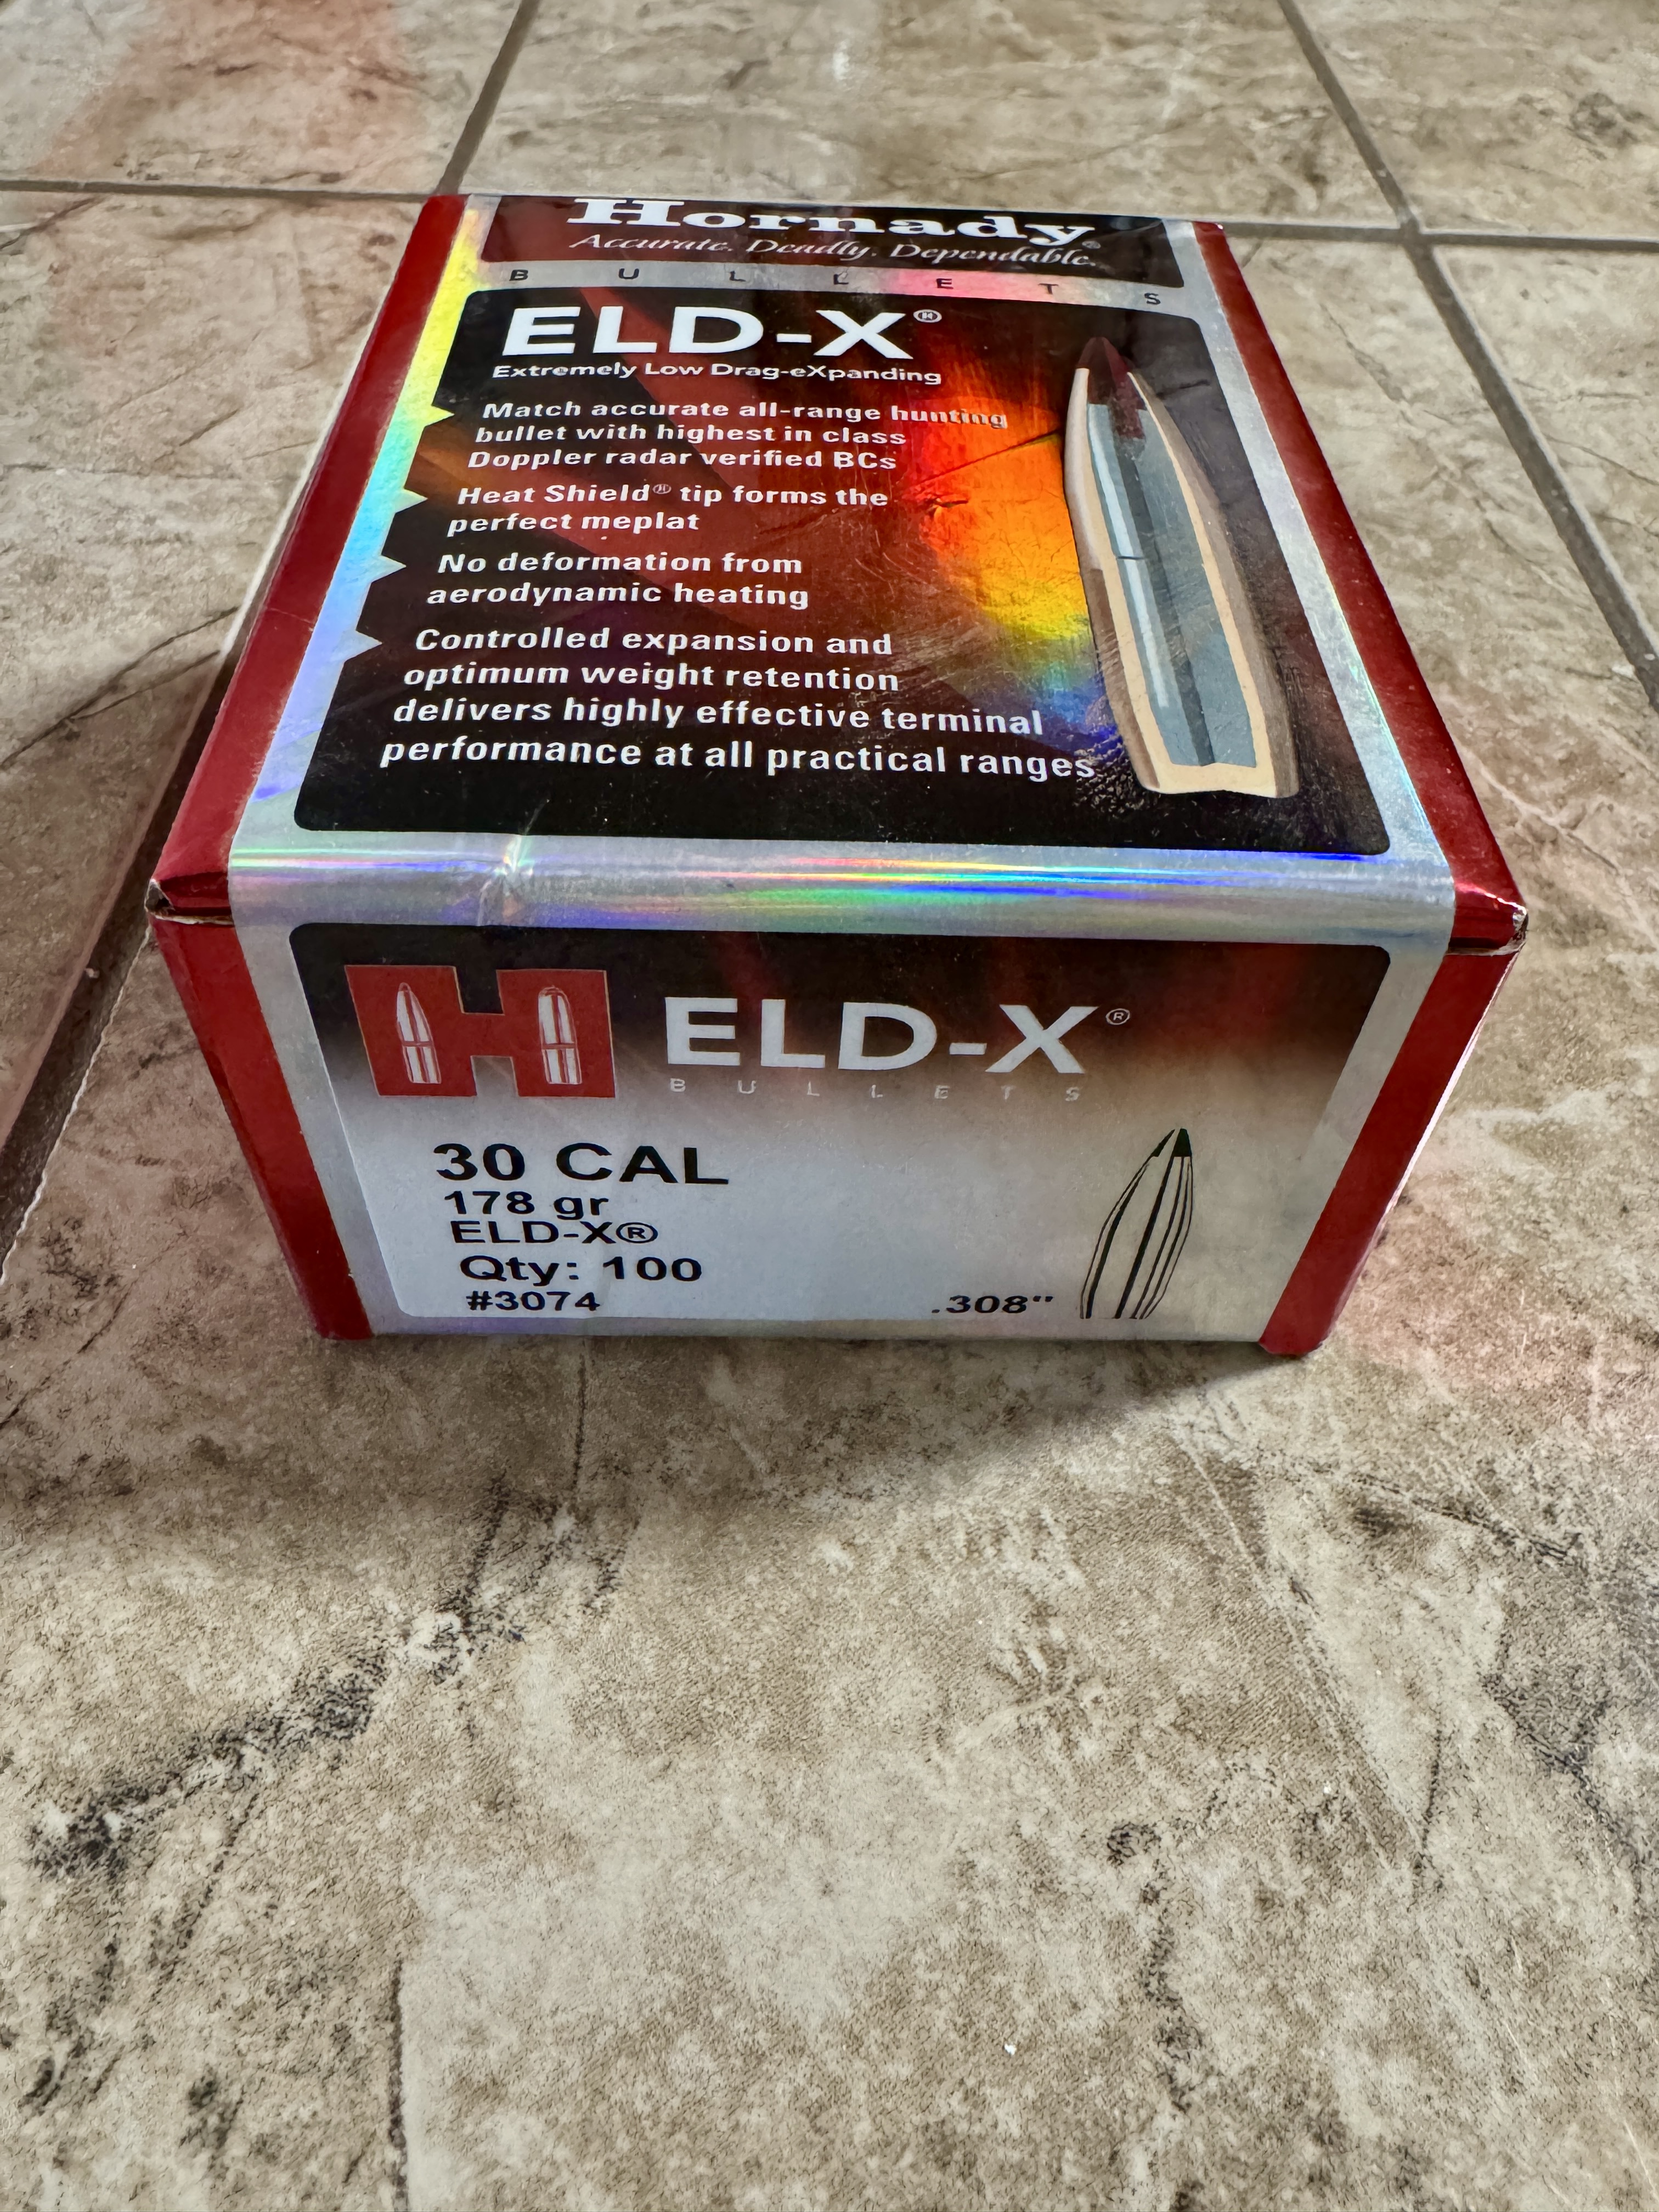 Hornady®
Accurate. Deadly. Dependable.
BULLETS
ELD-X®
Extremely Low Drag-eXpanding
Match accurate all-range hunting
bullet with highest in class
Doppler radar verified BCs
Heat Shield® tip forms the
perfect meplat
No deformation from
aerodynamic heating
Controlled expansion and
optimum weight retention
delivers highly effective terminal
performance at all practical ranges
H ELD-X®
BULLETS
30 CAL
178 gr
ELD-X®
Qty: 100
#3074
.308"